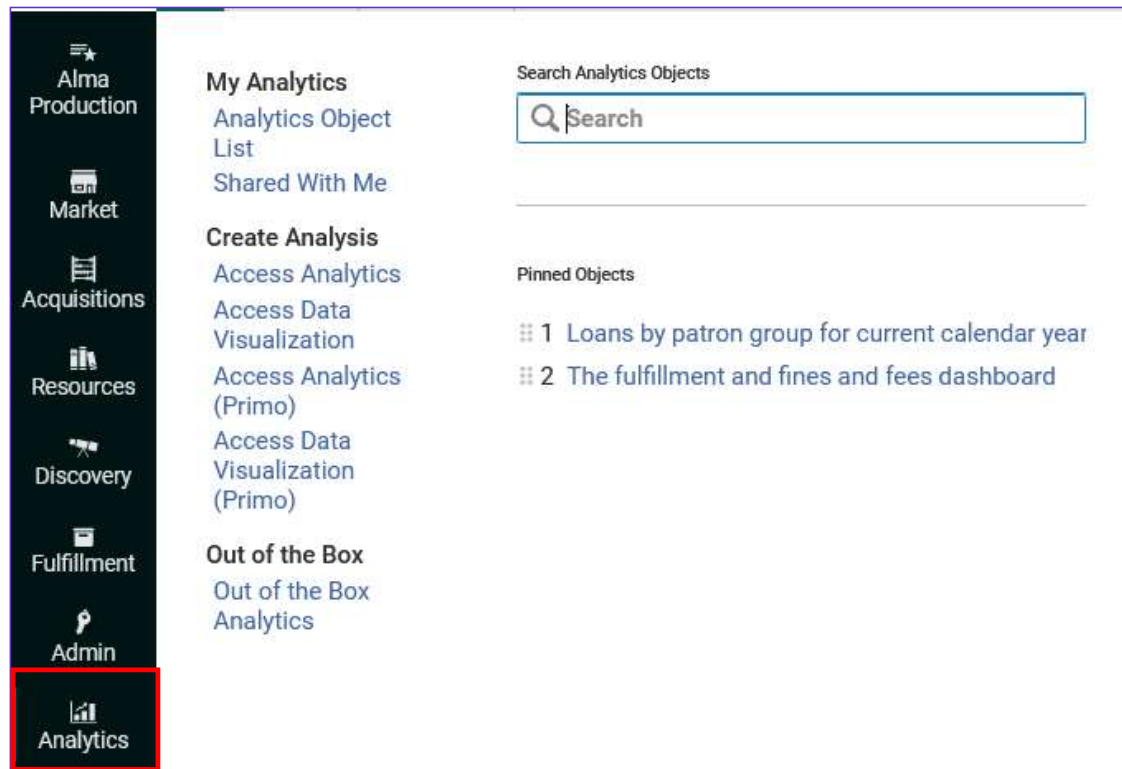 Alma
Production
Market
Acquisitions
Resources
Discovery
Fulfillment
Admin
Analytics
My Analytics
Analytics Object
List
Shared With Me
Create Analysis
Access Analytics
Access Data
Visualization
Access Analytics
(Primo)
Access Data
Visualization
(Primo)
Out of the Box
Out of the Box
Analytics
Search Analytics Objects
Search
Pinned Objects
1 Loans by patron group for current calendar year
2 The fulfillment and fines and fees dashboard